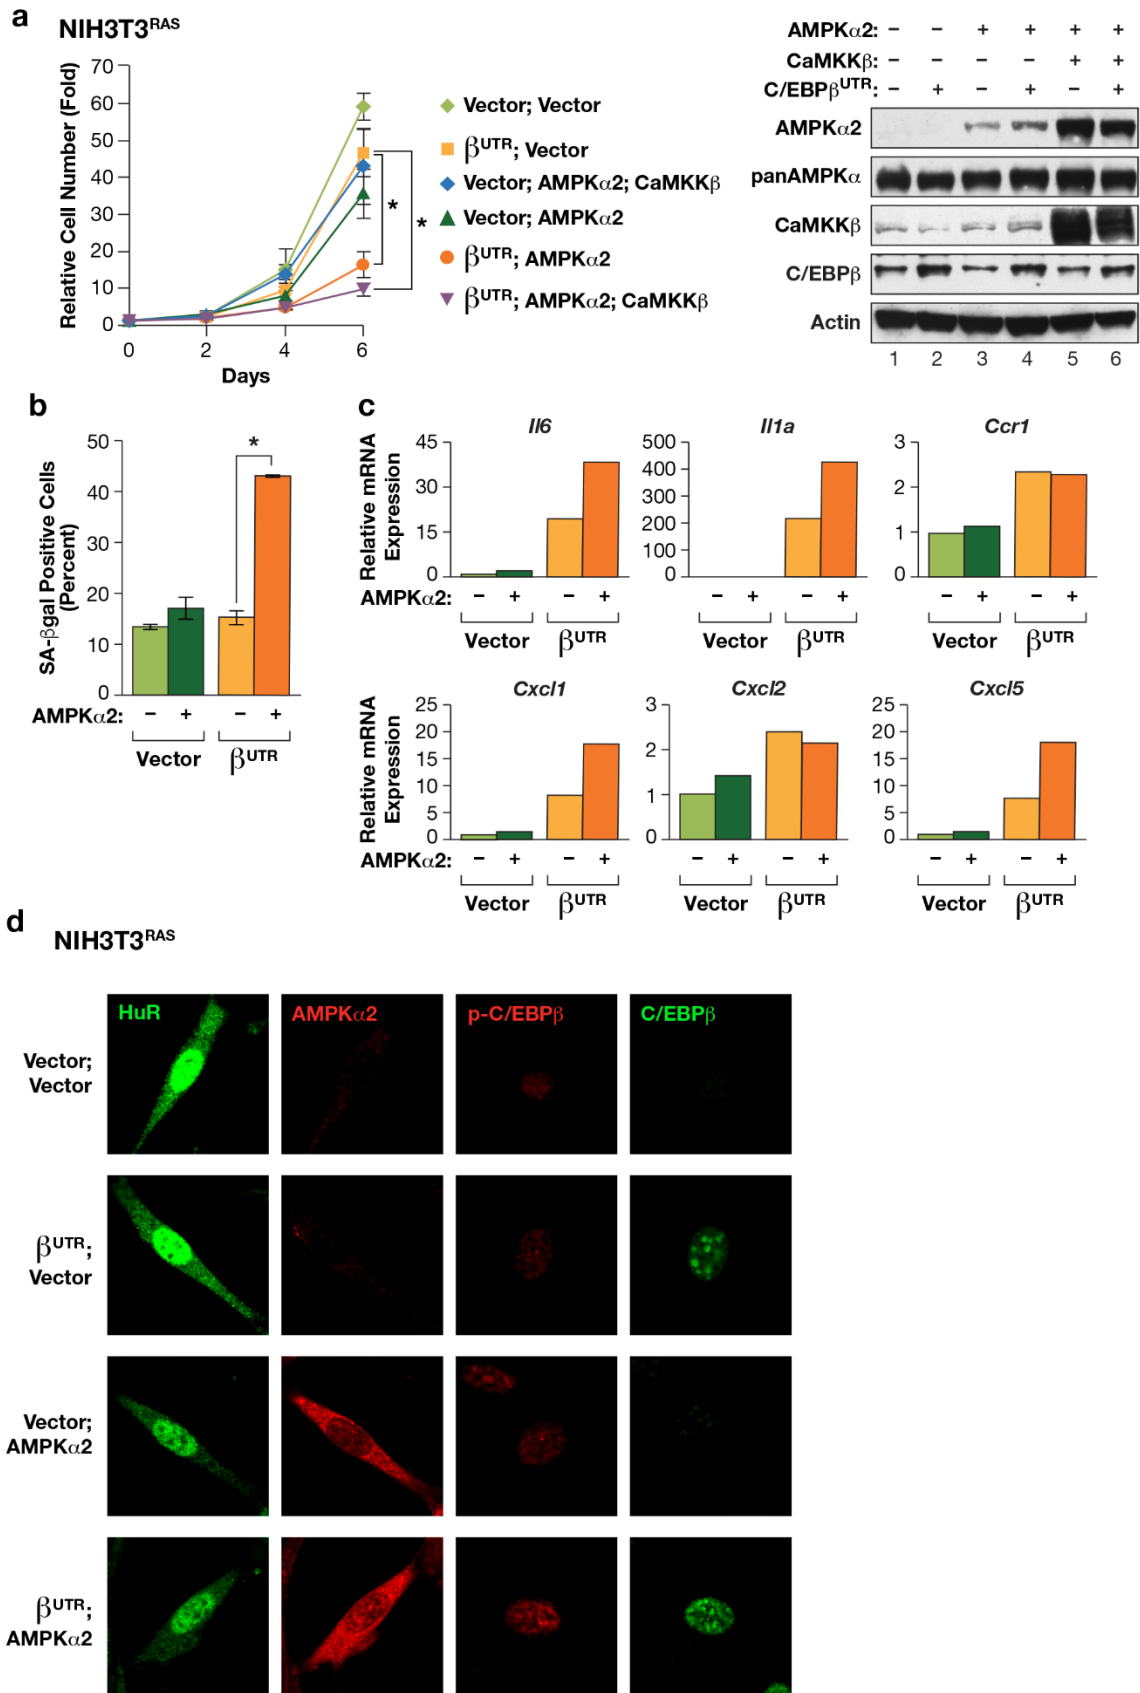 a
NIH3T3RAS
Relative Cell Number (Fold)
70
60
50
40
30
20
10
0
0 2 4 6
Days
Vector; Vector
βUTR; Vector
Vector; AMPKα2; CaMKKβ
Vector; AMPKα2
βUTR; AMPKα2
βUTR; AMPKα2; CaMKKβ
*
*
AMPKα2: − − + + + +
CaMKKβ: + +
C/EBPβUTR: − + − + − +
AMPKα2
panAMPKα
CaMKKβ
C/EBPβ
Actin
1 2 3 4 5 6
b
SA-βgal Positive Cells
(Percent)
50
40
30
20
10
0
*
AMPKα2: − + − +
Vector βUTR
c
Relative mRNA
Expression
Il6
45
30
15
0
Il1a
500
400
300
200
100
0
Ccr1
3
2
1
0
AMPKα2: − + − + − + − + − + − +
Vector βUTR Vector βUTR Vector βUTR
Relative mRNA
Expression
Cxcl1
25
20
15
10
5
0
Cxcl2
3
2
1
0
Cxcl5
25
20
15
10
5
0
AMPKα2: − + − + − + − + − + − +
Vector βUTR Vector βUTR Vector βUTR
d
NIH3T3RAS
HuR AMPKα2 p-C/EBPβ C/EBPβ
Vector;
Vector
βUTR;
Vector
Vector;
AMPKα2
βUTR;
AMPKα2